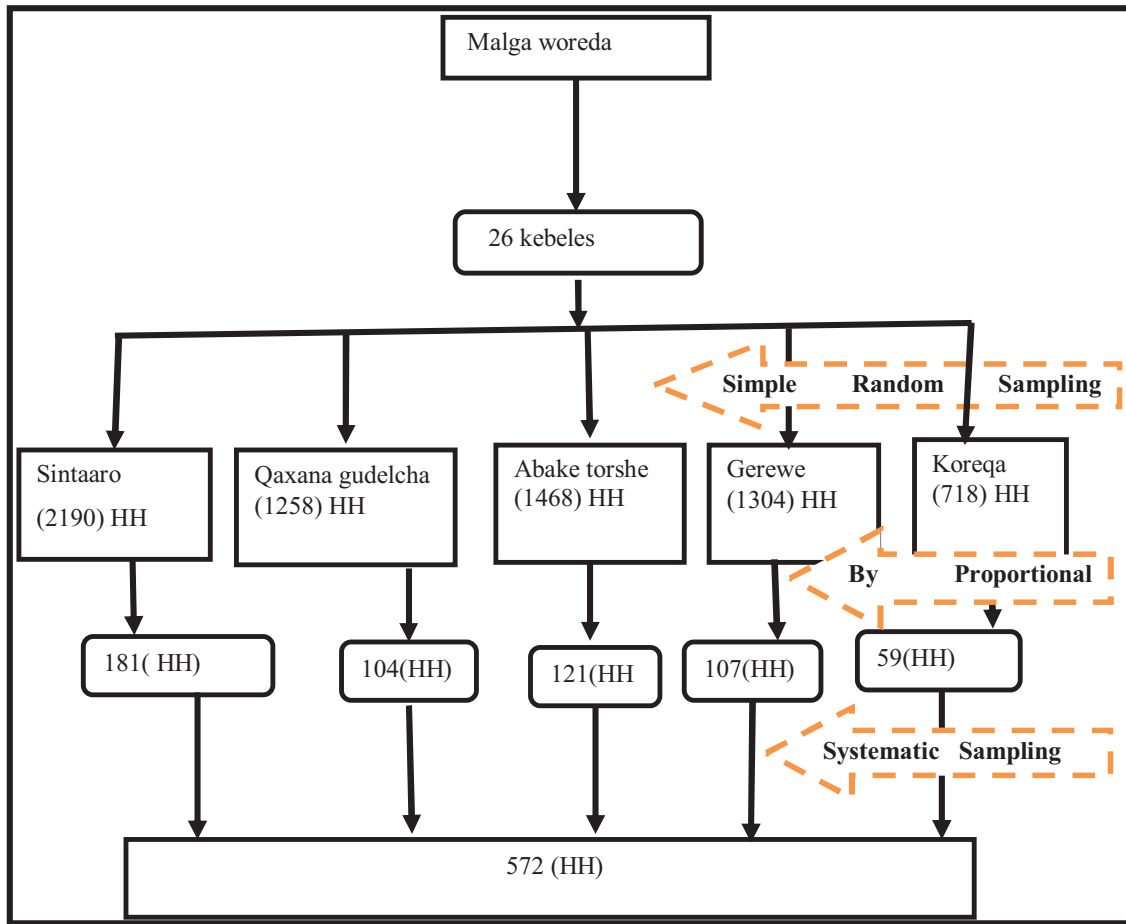 Malga woreda
26 kebeles
Simple Random Sampling
Sintaaro
(2190) HH
Qaxana gudelcha
(1258) HH
Abake torshe
(1468) HH
Gerewe
(1304) HH
Koreqa
(718) HH
By Proportional
181( HH)
104(HH)
121(HH
107(HH)
59(HH)
Systematic Sampling
572 (HH)